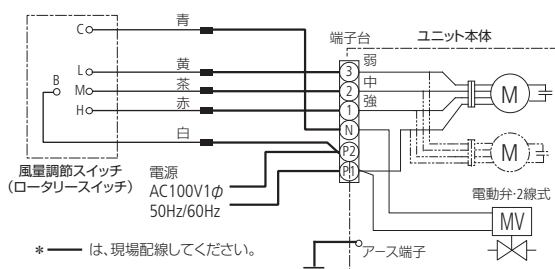 青
C
端子台
ユニット本体
黄
L
3
弱
B
茶
M
2
中
M
赤
H
1
強
N
白
P2
M
風量調節スイッチ
(ロータリースイッチ)
電源
AC100V1φ
50Hz/60Hz
P1
電動弁・2線式
MV
* は、現場配線してください。
アース端子